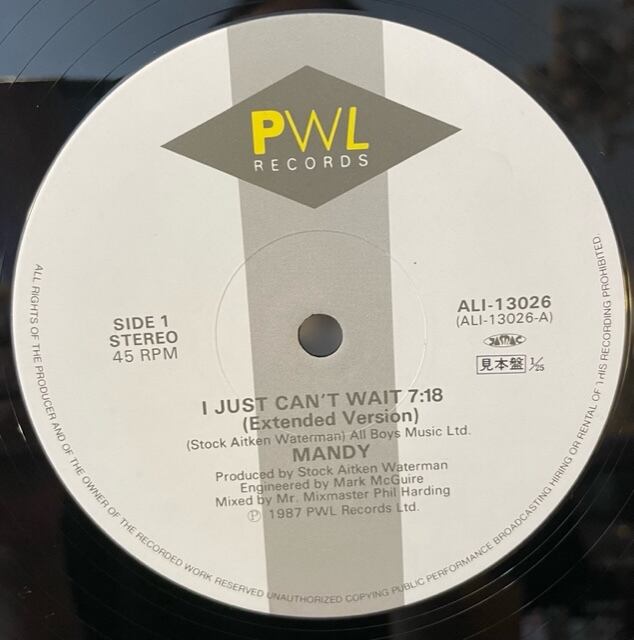 PWL
RECORDS
SIDE 1
STEREO
45 RPM
ALI-13026
(ALI-13026-A)
JASRAC
見本盤 1/25
I JUST CAN'T WAIT 7:18
(Extended Version)
(Stock Aitken Waterman) All Boys Music Ltd.
MANDY
Produced by Stock Aitken Waterman
Engineered by Mark McGuire
Mixed by Mr. Mixmaster Phil Harding
℗ 1987 PWL Records Ltd.
ALL RIGHTS OF THE PRODUCER AND OF THE OWNER OF THE RECORDED WORK RESERVED UNAUTHORIZED COPYING PUBLIC PERFORMANCE BROADCASTING HIRING OR RENTAL OF THIS RECORDING PROHIBITED.